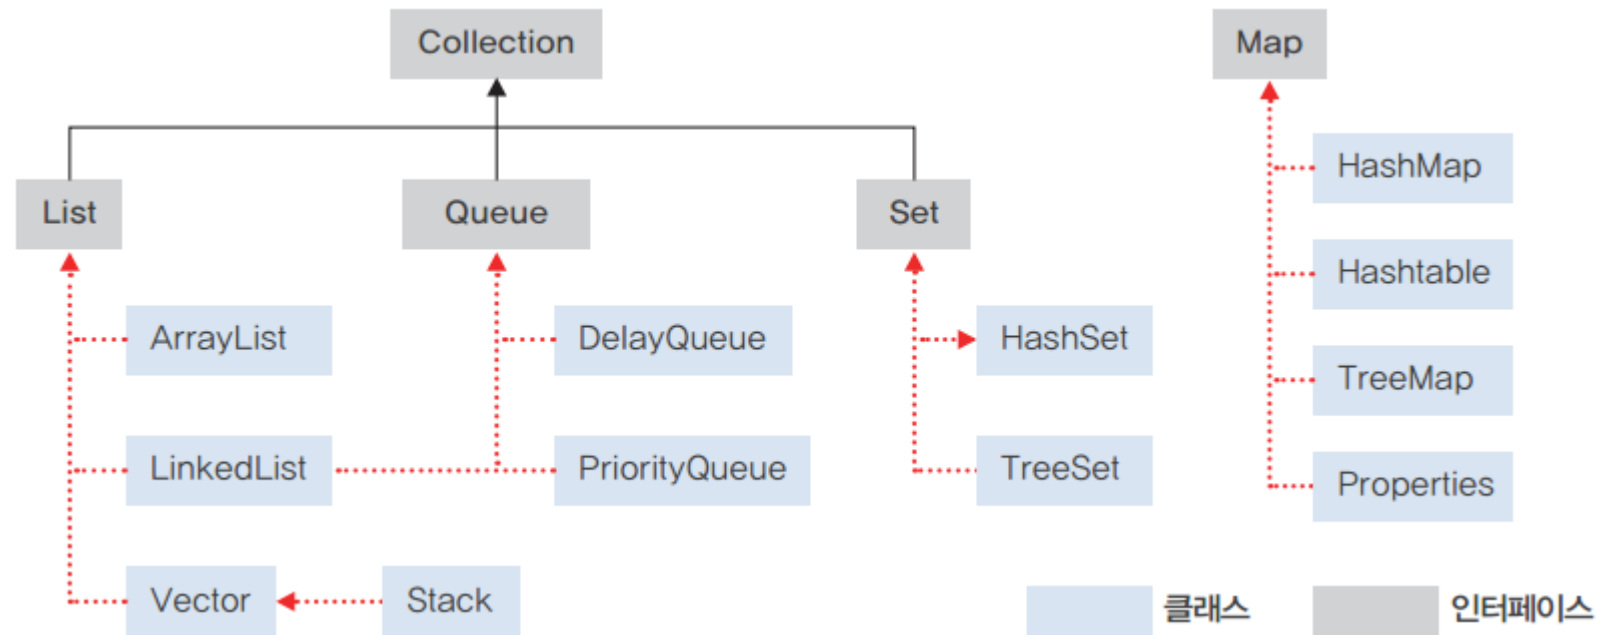 Collection
Map
HashMap
List
Queue
Set
Hashtable
ArrayList
DelayQueue
HashSet
TreeMap
LinkedList
PriorityQueue
TreeSet
Properties
Vector
Stack
클래스
인터페이스